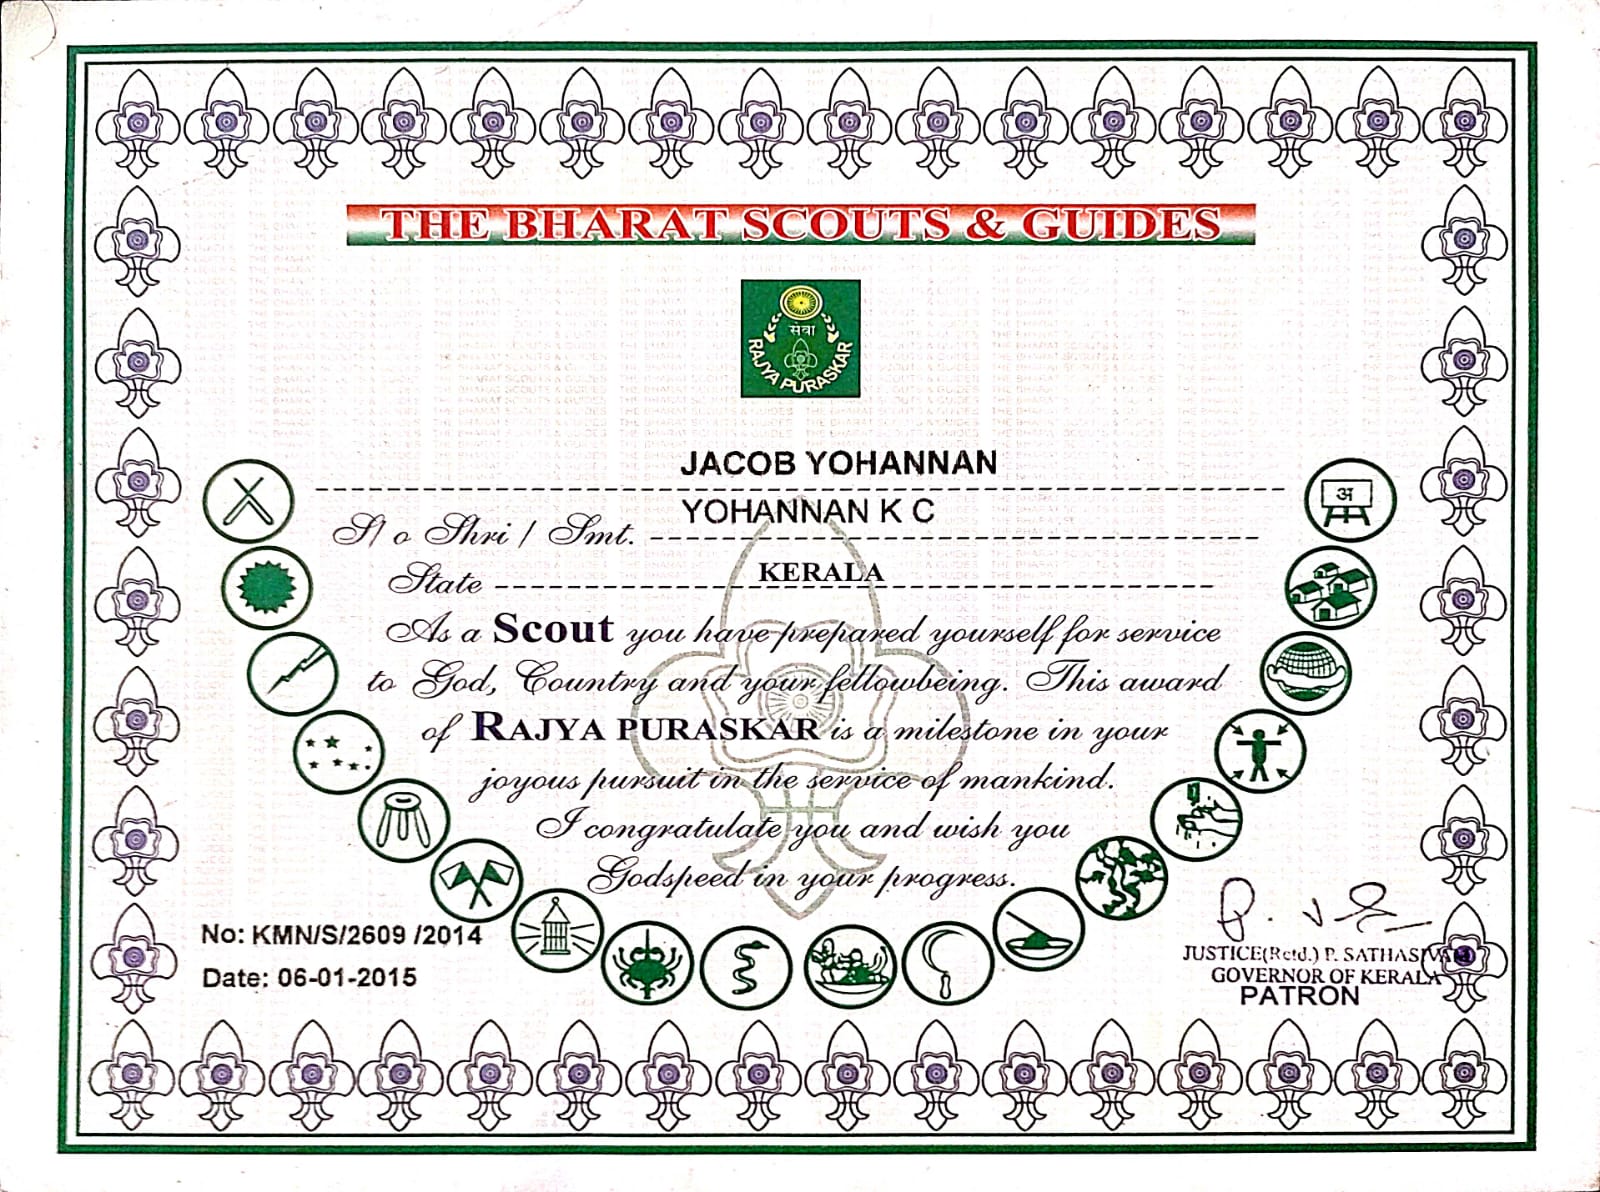 THE BHARAT SCOUTS & GUIDES
सेवा
RAJYA PURASKAR
JACOB YOHANNAN
YOHANNAN K C
S/o Shri / Smt.
State KERALA
As a Scout you have prepared yourself for service
to God, Country and your fellowbeing. This award
of RAJYA PURASKAR is a milestone in your
joyous pursuit in the service of mankind.
I congratulate you and wish you
Godspeed in your progress.
अ
No: KMN/S/2609 /2014
Date: 06-01-2015
JUSTICE(Retd.) P. SATHASIVAM
GOVERNOR OF KERALA
PATRON